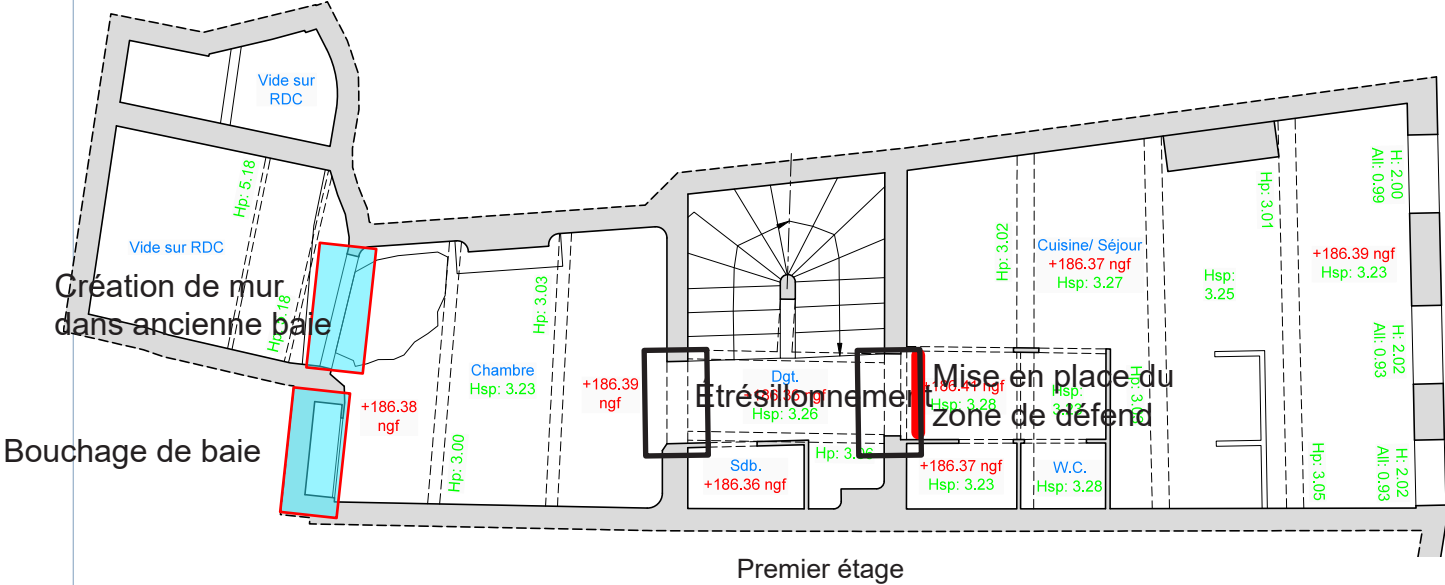 Vide sur
RDC
Hp: 5.18
Vide sur RDC
Création de mur
dans ancienne baie
Bouchage de baie
Hp: 3.03
Chambre
Hsp: 3.23
+186.38
ngf
+186.39
ngf
Hp: 3.00
Dgt.
Etrésillonnement
Hsp: 3.26
Sdb.
+186.36 ngf
Hp: 3.02
Cuisine/ Séjour
+186.37 ngf
Hsp: 3.27
Hsp:
3.25
Hp: 3.01
H: 2.00
All: 0.99
+186.39 ngf
Hsp: 3.23
H: 2.02
All: 0.93
Mise en place du
zone de défend
+186.41 ngf
Hsp: 3.28
Hsp:
+186.37 ngf
Hsp: 3.23
W.C.
Hsp: 3.28
Hp: 3.05
H: 2.02
All: 0.93
Premier étage